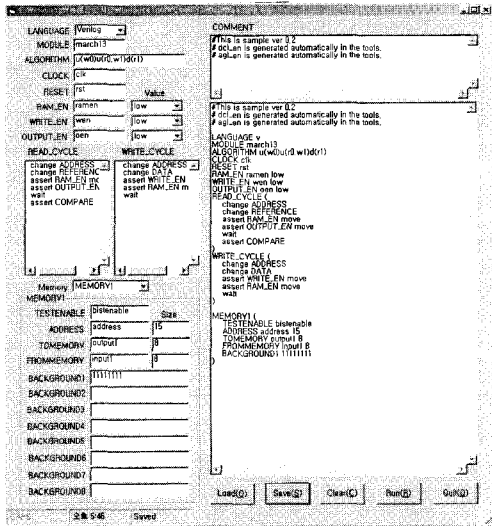 LANGUAGE Verilog
MODULE march13
ALGORITHM u(w0)u(r0,w1)d(r1)
CLOCK clk
RESET rst
Value
RAM_EN ramen low
WRITE_EN wen low
OUTPUT_EN oen low
READ_CYCLE WRITE_CYCLE
change ADDRESS
change REFERENC
assert RAM_EN mc
assert OUTPUT_EN
wait
assert COMPARE
change ADDRESS
change DATA
assert WRITE_EN
assert RAM_EN m
wait
Memory MEMORY1
MEMORY1
TESTENABLE bistenable
Size
ADDRESS address 15
TOMEMORY output1 8
FROMMEMORY input1 8
BACKGROUND1 11111111
BACKGROUND2
BACKGROUND3
BACKGROUND4
BACKGROUND5
BACKGROUND6
BACKGROUND7
BACKGROUND8
5:46 Saved
COMMENT
#This is sample ver 0.2
# dcl_en is generated automatically in the tools.
# agl_en is generated automatically in the tools.
#This is sample ver 0.2
# dcl_en is generated automatically in the tools.
# agl_en is generated automatically in the tools.
LANGUAGE v
MODULE march13
ALGORITHM u(w0)u(r0,w1)d(r1)
CLOCK clk
RESET rst
RAM_EN ramen low
WRITE_EN wen low
OUTPUT_EN oen low
READ_CYCLE (
change ADDRESS
change REFERENCE
assert RAM_EN move
assert OUTPUT_EN move
wait
assert COMPARE
)
WRITE_CYCLE (
change ADDRESS
change DATA
assert WRITE_EN move
assert RAM_EN move
wait
)
MEMORY1 (
TESTENABLE bistenable
ADDRESS address 15
TOMEMORY output1 8
FROMMEMORY input1 8
BACKGROUND1 11111111
)
Load(O) Save(S) Clear(C) Run(R) Quit(Q)